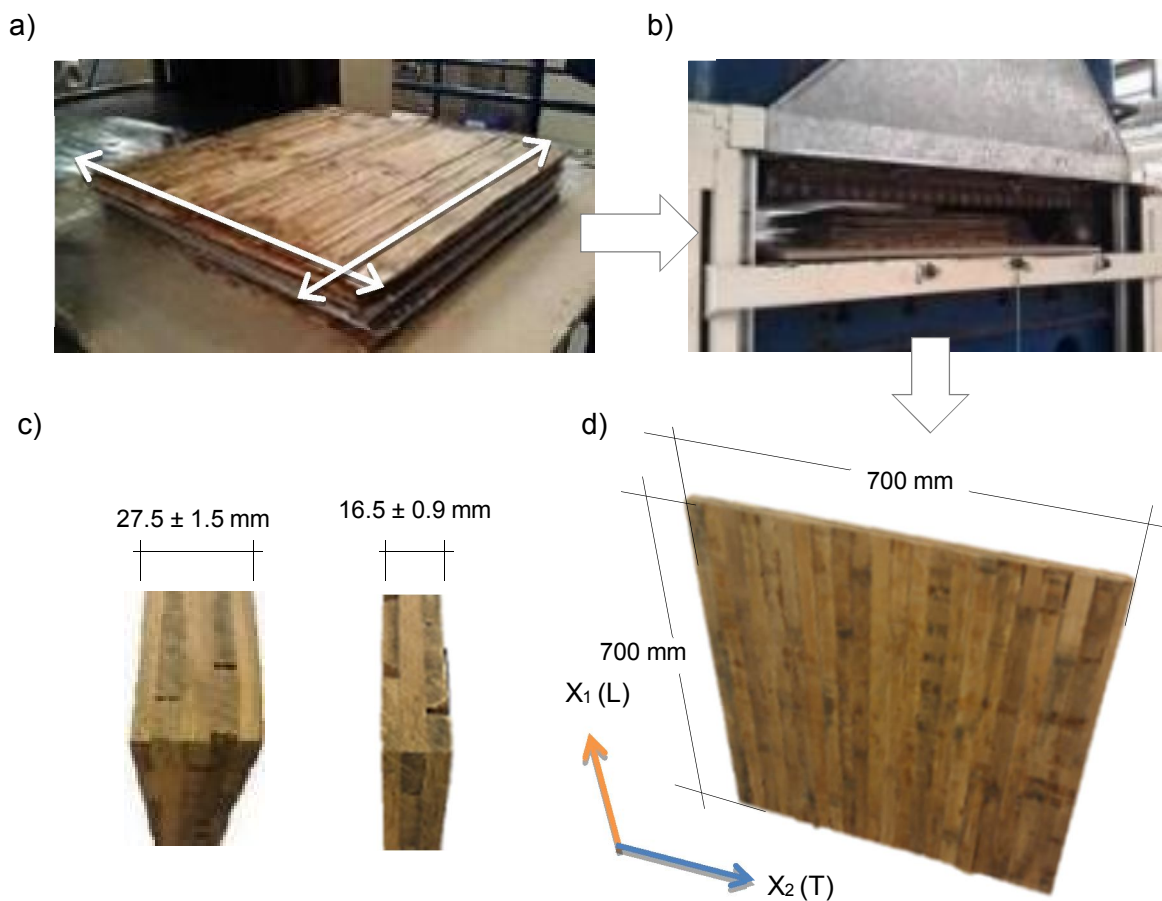 a)
b)
c)
27.5 ± 1.5 mm
16.5 ± 0.9 mm
d)
700 mm
700 mm
X₁ (L)
X₂ (T)